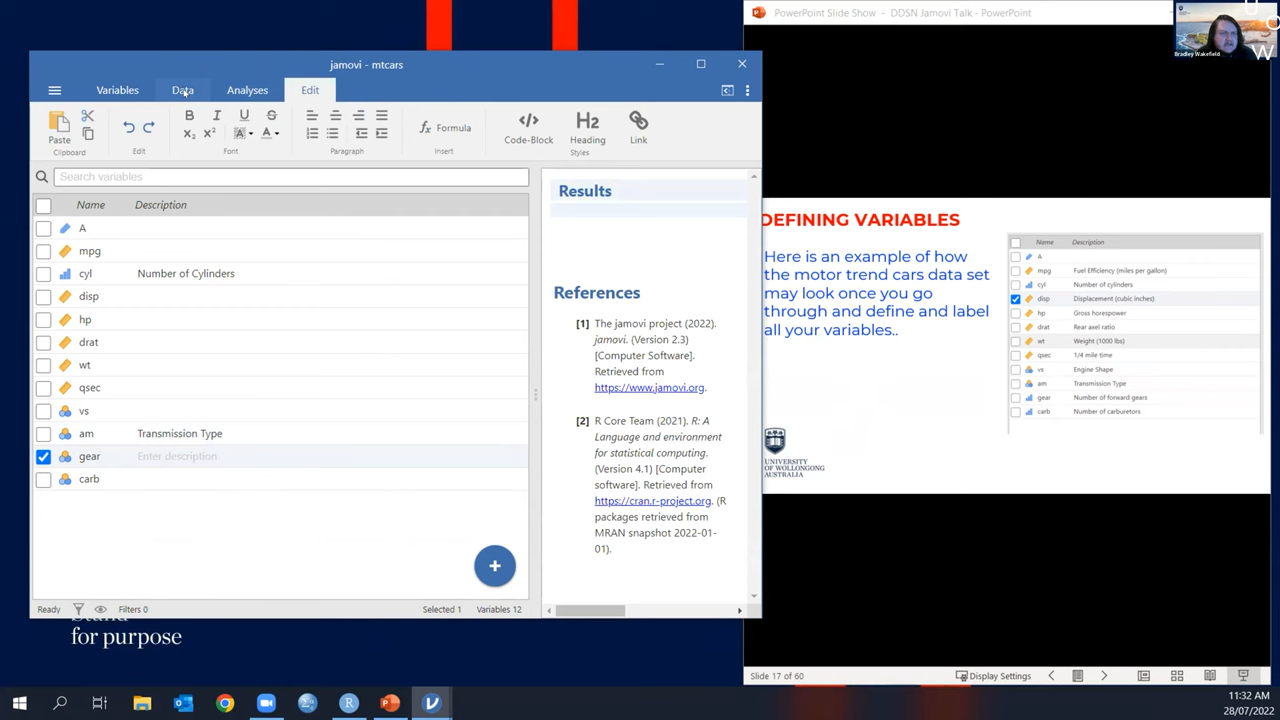 PowerPoint Slide Show - DDSN Jamovi Talk - PowerPoint
Bradley Wakefield
U
O
W
jamovi - mtcars
Variables
Data
Analyses
Edit
Paste
Clipboard
Edit
B I U S
X₂ X²
A A
Font
Paragraph
Formula
Insert
Code-Block
H2
Heading
Styles
Link
Search variables
Name Description
A
mpg
cyl Number of Cylinders
disp
hp
drat
wt
qsec
vs
am Transmission Type
gear Enter description
carb
+
Ready
Filters 0
Selected 1
Variables 12
Results
References
[1] The jamovi project (2022).
jamovi. (Version 2.3)
[Computer Software].
Retrieved from
https://www.jamovi.org.
[2] R Core Team (2021). R: A
Language and environment
for statistical computing.
(Version 4.1) [Computer
software]. Retrieved from
https://cran.r-project.org. (R
packages retrieved from
MRAN snapshot 2022-01-
01).
for purpose
DEFINING VARIABLES
Here is an example of how
the motor trend cars data set
may look once you go
through and define and label
all your variables..
Name Description
A
mpg Fuel Efficiency (miles per gallon)
cyl Number of cylinders
disp Displacement (cubic inches)
hp Gross horespower
drat Rear axel ratio
wt Weight (1000 lbs)
qsec 1/4 mile time
vs Engine Shape
am Transmission Type
gear Number of forward gears
carb Number of carburetors
UNIVERSITY
OF WOLLONGONG
AUSTRALIA
Slide 17 of 60
Display Settings
11:32 AM
28/07/2022